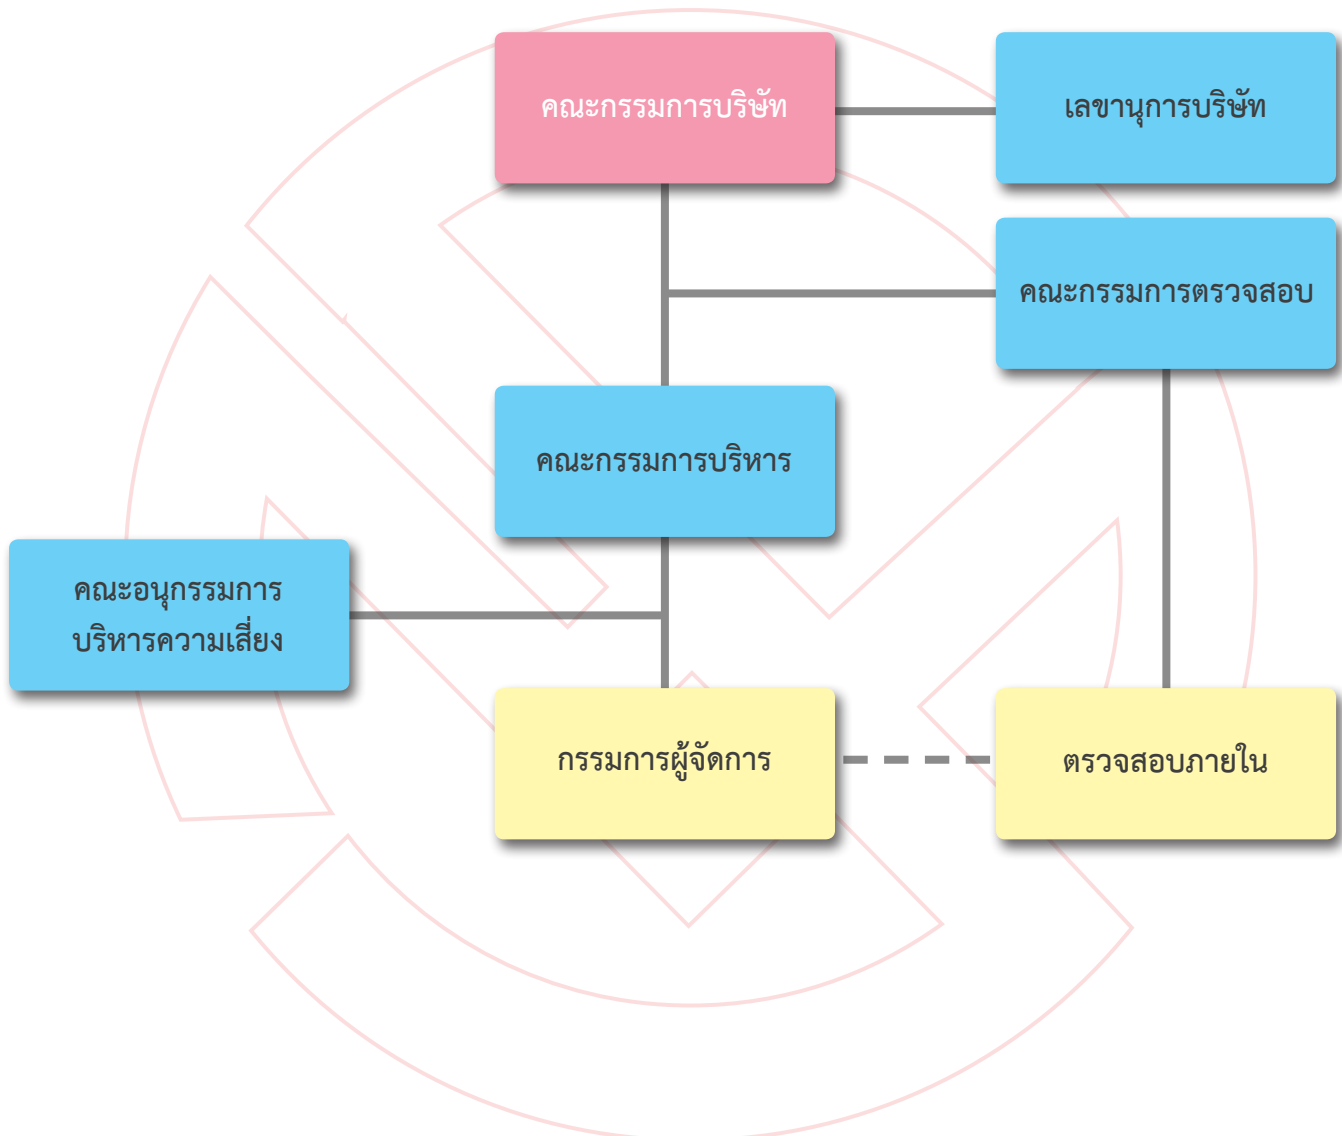 คณะกรรมการบริษัท
เลขานุการบริษัท
คณะกรรมการตรวจสอบ
คณะกรรมการบริหาร
คณะอนุกรรมการ
บริหารความเสี่ยง
กรรมการผู้จัดการ
ตรวจสอบภายใน